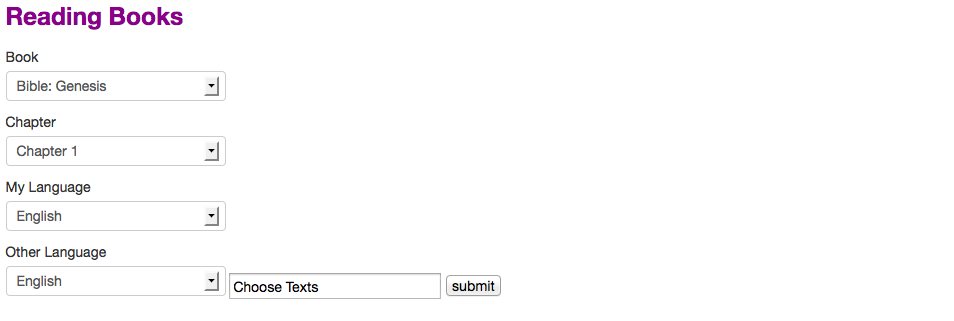 Reading Books
Book
Bible: Genesis
Chapter
Chapter 1
My Language
English
Other Language
English Choose Texts submit